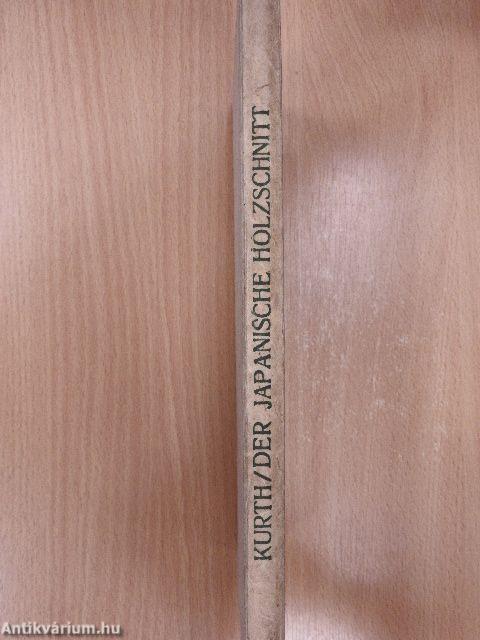 KURTH/DER JAPANISCHE HOLZSCHNITT
Antikvárium.hu